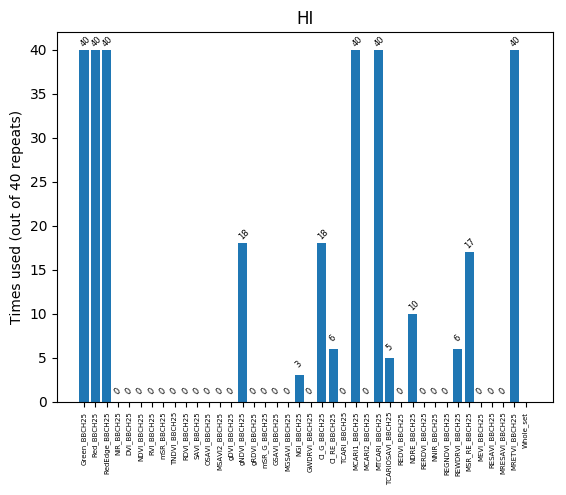 HI
Times used (out of 40 repeats)
40
35
30
25
20
15
10
5
0
40 40 40 0 0 0 0 0 0 0 0 0 0 0 18 0 0 0 0 3 0 18 6 0 40 0 40 5 0 10 0 0 0 6 17 0 0 0 40
Green_BBCH25
Red_BBCH25
RedEdge_BBCH25
NIR_BBCH25
DVI_BBCH25
NDVI_BBCH25
RVI_BBCH25
mSR_BBCH25
TNDVI_BBCH25
RDVI_BBCH25
SAVI_BBCH25
OSAVI_BBCH25
MSAVI2_BBCH25
gDVI_BBCH25
gNDVI_BBCH25
gRDVI_BBCH25
mSR_G_BBCH25
GSAVI_BBCH25
MGSAVI_BBCH25
NGI_BBCH25
GWDRVI_BBCH25
CI_G_BBCH25
CI_RE_BBCH25
TCARI_BBCH25
MCARI1_BBCH25
MCARI2_BBCH25
MTCARI_BBCH25
TCARIOSAVI_BBCH25
REDVI_BBCH25
NDRE_BBCH25
RERDVI_BBCH25
NNIR_BBCH25
REGNDVI_BBCH25
REWDRVI_BBCH25
MSR_RE_BBCH25
MEVI_BBCH25
RESAVI_BBCH25
MRESAVI_BBCH25
MRETVI_BBCH25
Whole_set